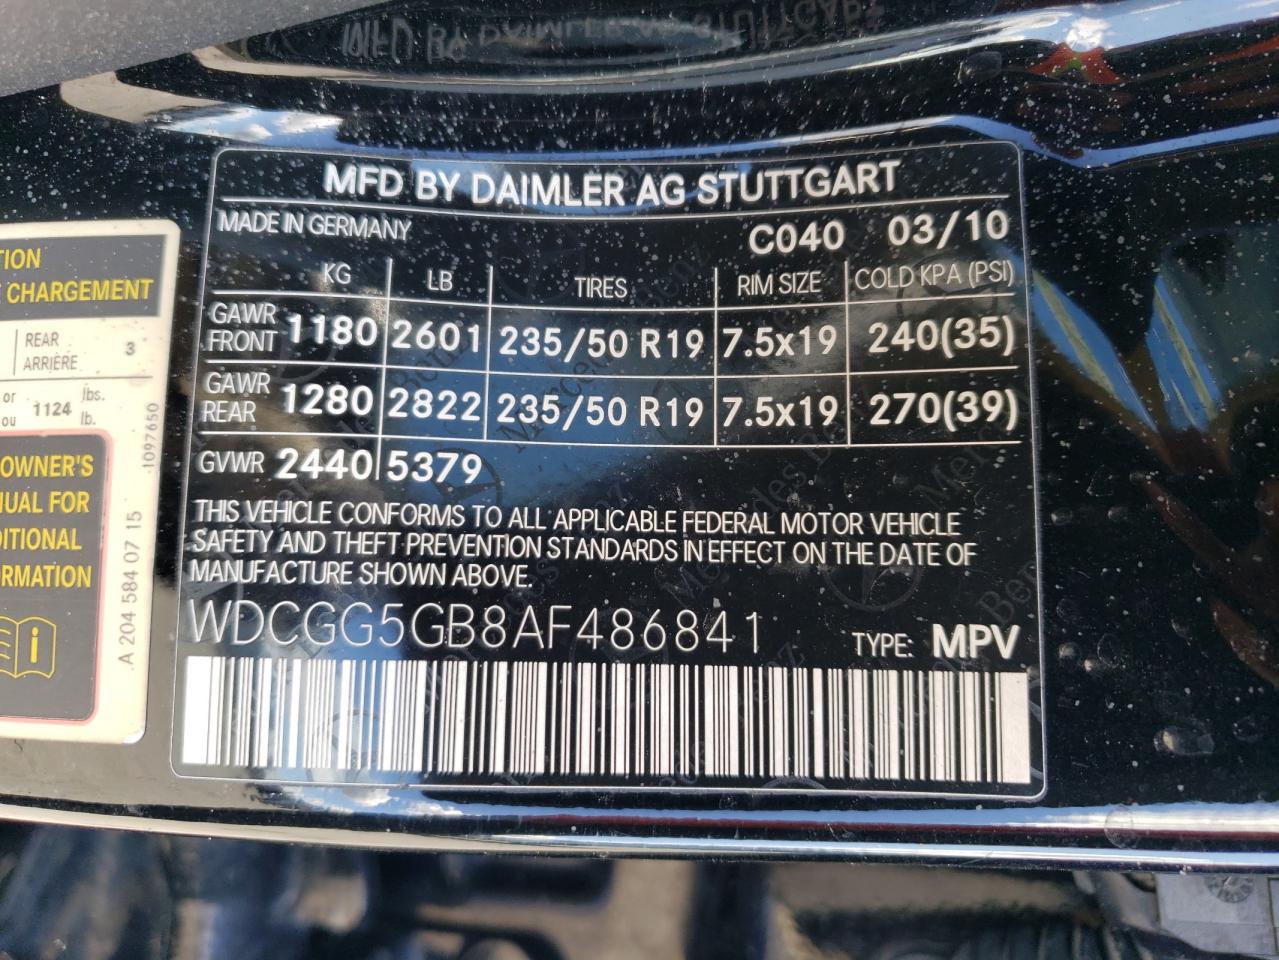 MFD BY DAIMLER AG STUTTGART
MADE IN GERMANY C040 03/10
KG LB TIRES RIM SIZE COLD KPA (PSI)
GAWR FRONT 1180 2601 235/50 R19 7.5x19 240(35)
GAWR REAR 1280 2822 235/50 R19 7.5x19 270(39)
GVWR 2440 5379
THIS VEHICLE CONFORMS TO ALL APPLICABLE FEDERAL MOTOR VEHICLE
SAFETY AND THEFT PREVENTION STANDARDS IN EFFECT ON THE DATE OF
MANUFACTURE SHOWN ABOVE.
WDCGG5GB8AF486841 TYPE: MPV
CHARGEMENT
REAR
ARRIÈRE 3
or lbs.
ou 1124 lb.
1097650
OWNER'S
FOR
A 204 584 07 15